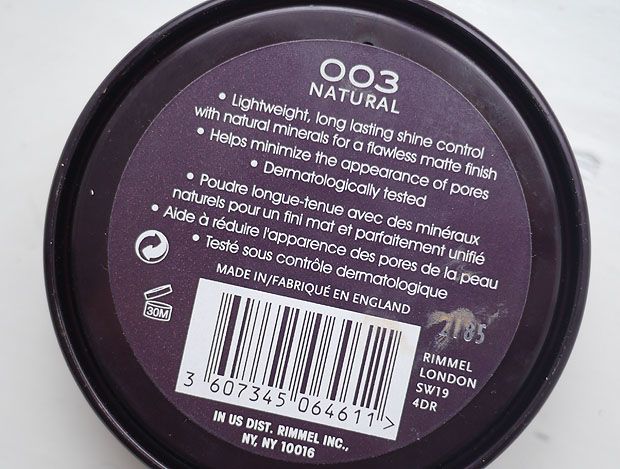 003
NATURAL
• Lightweight, long lasting shine control
with natural minerals for a flawless matte finish
• Helps minimize the appearance of pores
• Dermatologically tested
• Poudre longue-tenue avec des minéraux
naturels pour un fini mat et parfaitement unifié
• Aide à réduire l'apparence des pores de la peau
• Testé sous contrôle dermatologique
MADE IN/FABRIQUÉ EN ENGLAND
30M
2185
RIMMEL
LONDON
SW19
4DR
3 607345 064611 >
IN US DIST. RIMMEL INC.,
NY, NY 10016